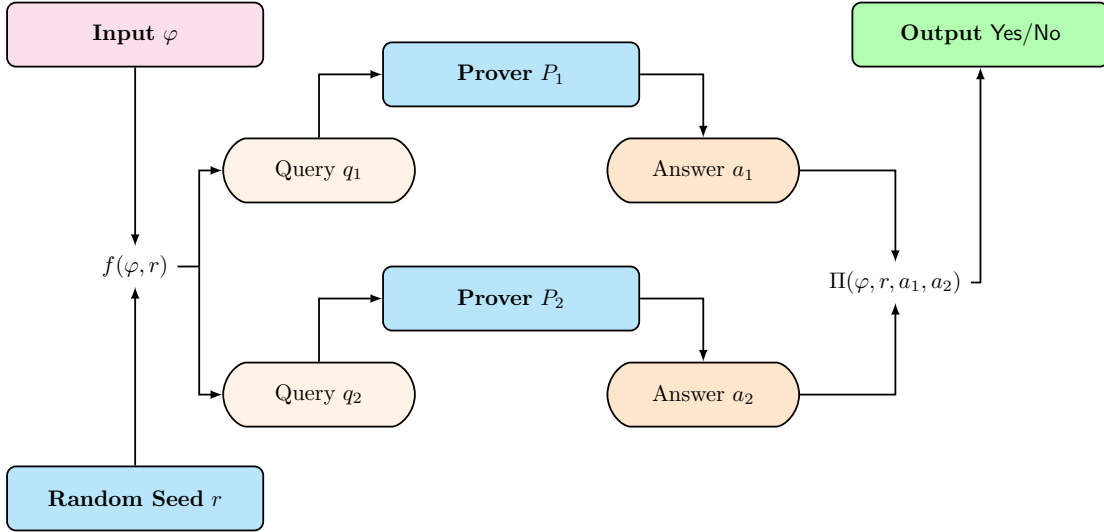 Input φ
Output Yes/No
Prover P₁
Query q₁
Answer a₁
f(φ, r)
Π(φ, r, a₁, a₂)
Prover P₂
Query q₂
Answer a₂
Random Seed r